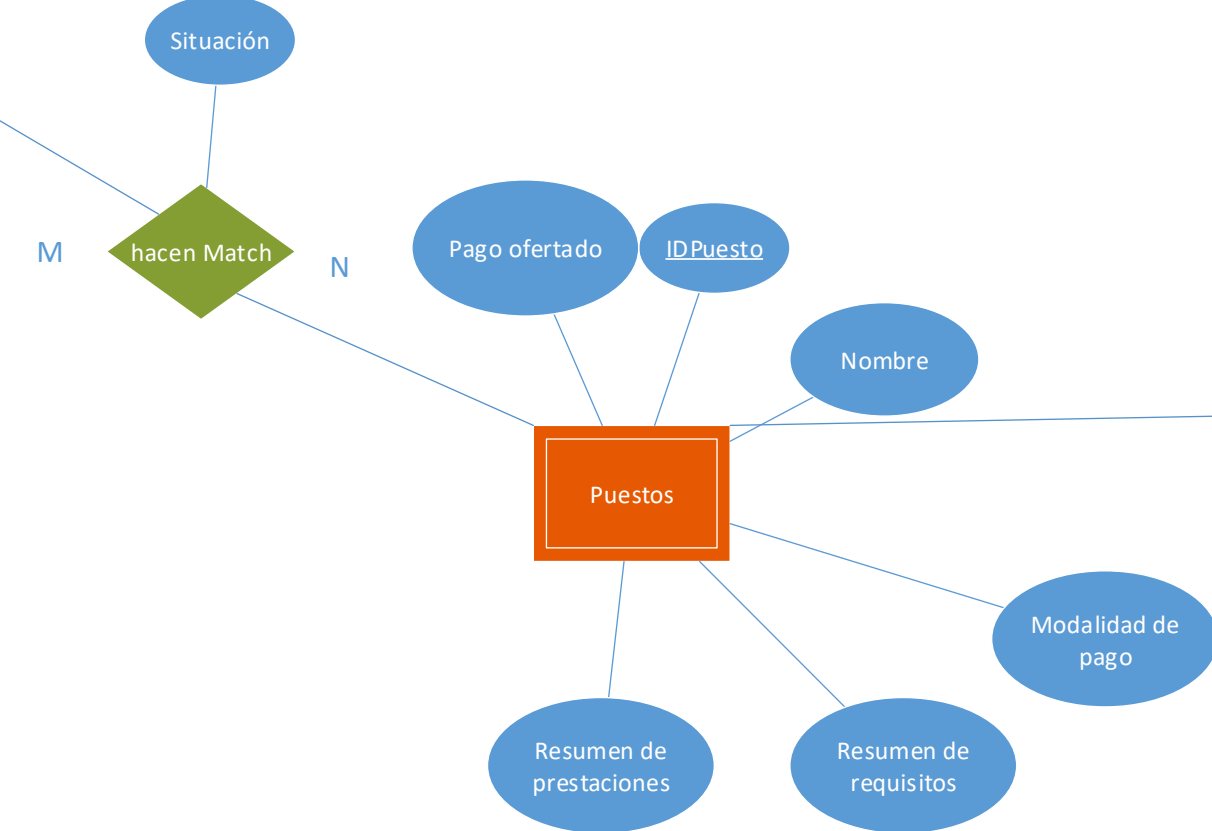 Situación
hacen Match
M
N
Pago ofertado
IDPuesto
Nombre
Puestos
Modalidad de
pago
Resumen de
prestaciones
Resumen de
requisitos